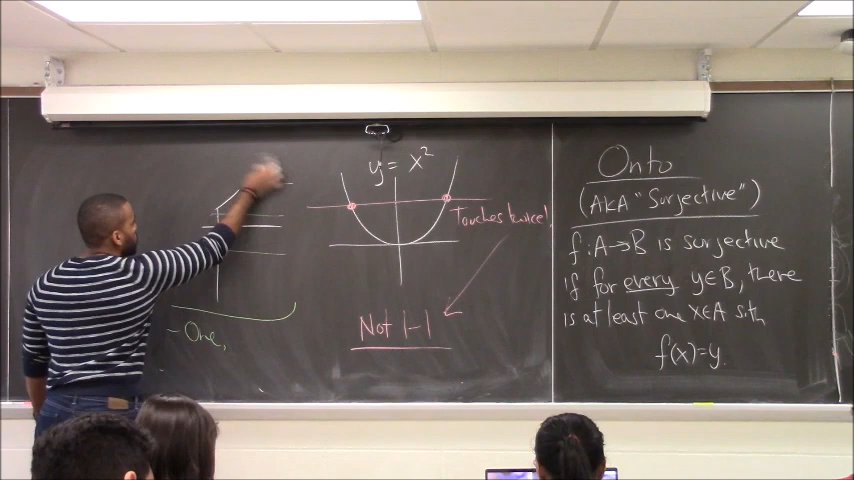 - One,
y = x²
Touches twice!
Not 1-1
Onto
(AKA "Surjective")
f: A→B is surjective
if for every y∈B, there
is at least one x∈A s.th
f(x)=y.